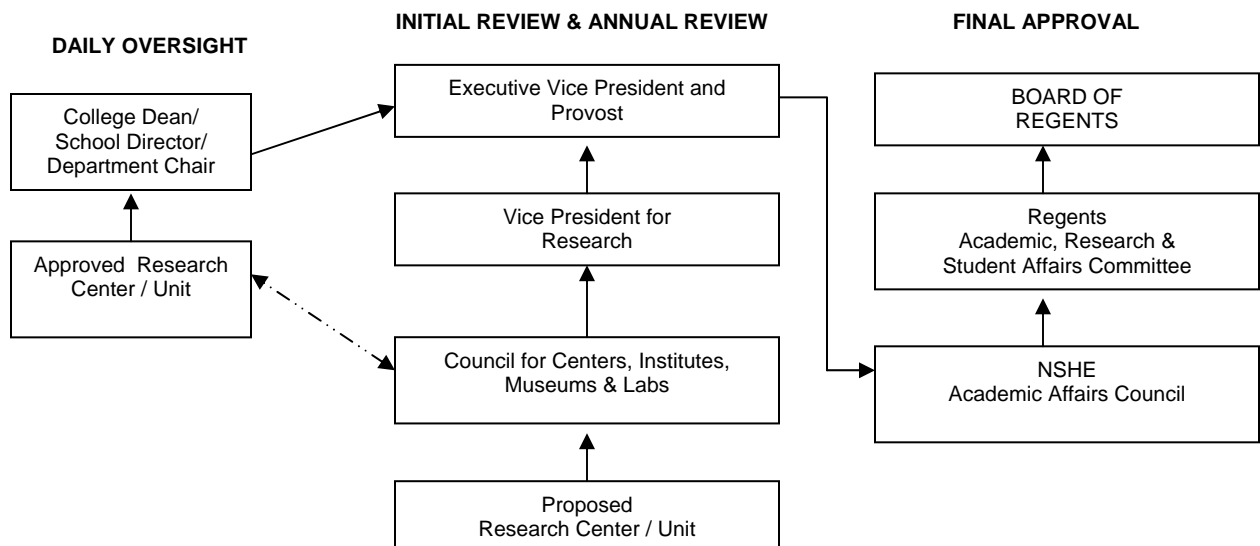 DAILY OVERSIGHT
College Dean/
School Director/
Department Chair
Approved Research
Center / Unit
INITIAL REVIEW & ANNUAL REVIEW
Executive Vice President and
Provost
Vice President for
Research
Council for Centers, Institutes,
Museums & Labs
Proposed
Research Center / Unit
FINAL APPROVAL
BOARD OF
REGENTS
Regents
Academic, Research &
Student Affairs Committee
NSHE
Academic Affairs Council